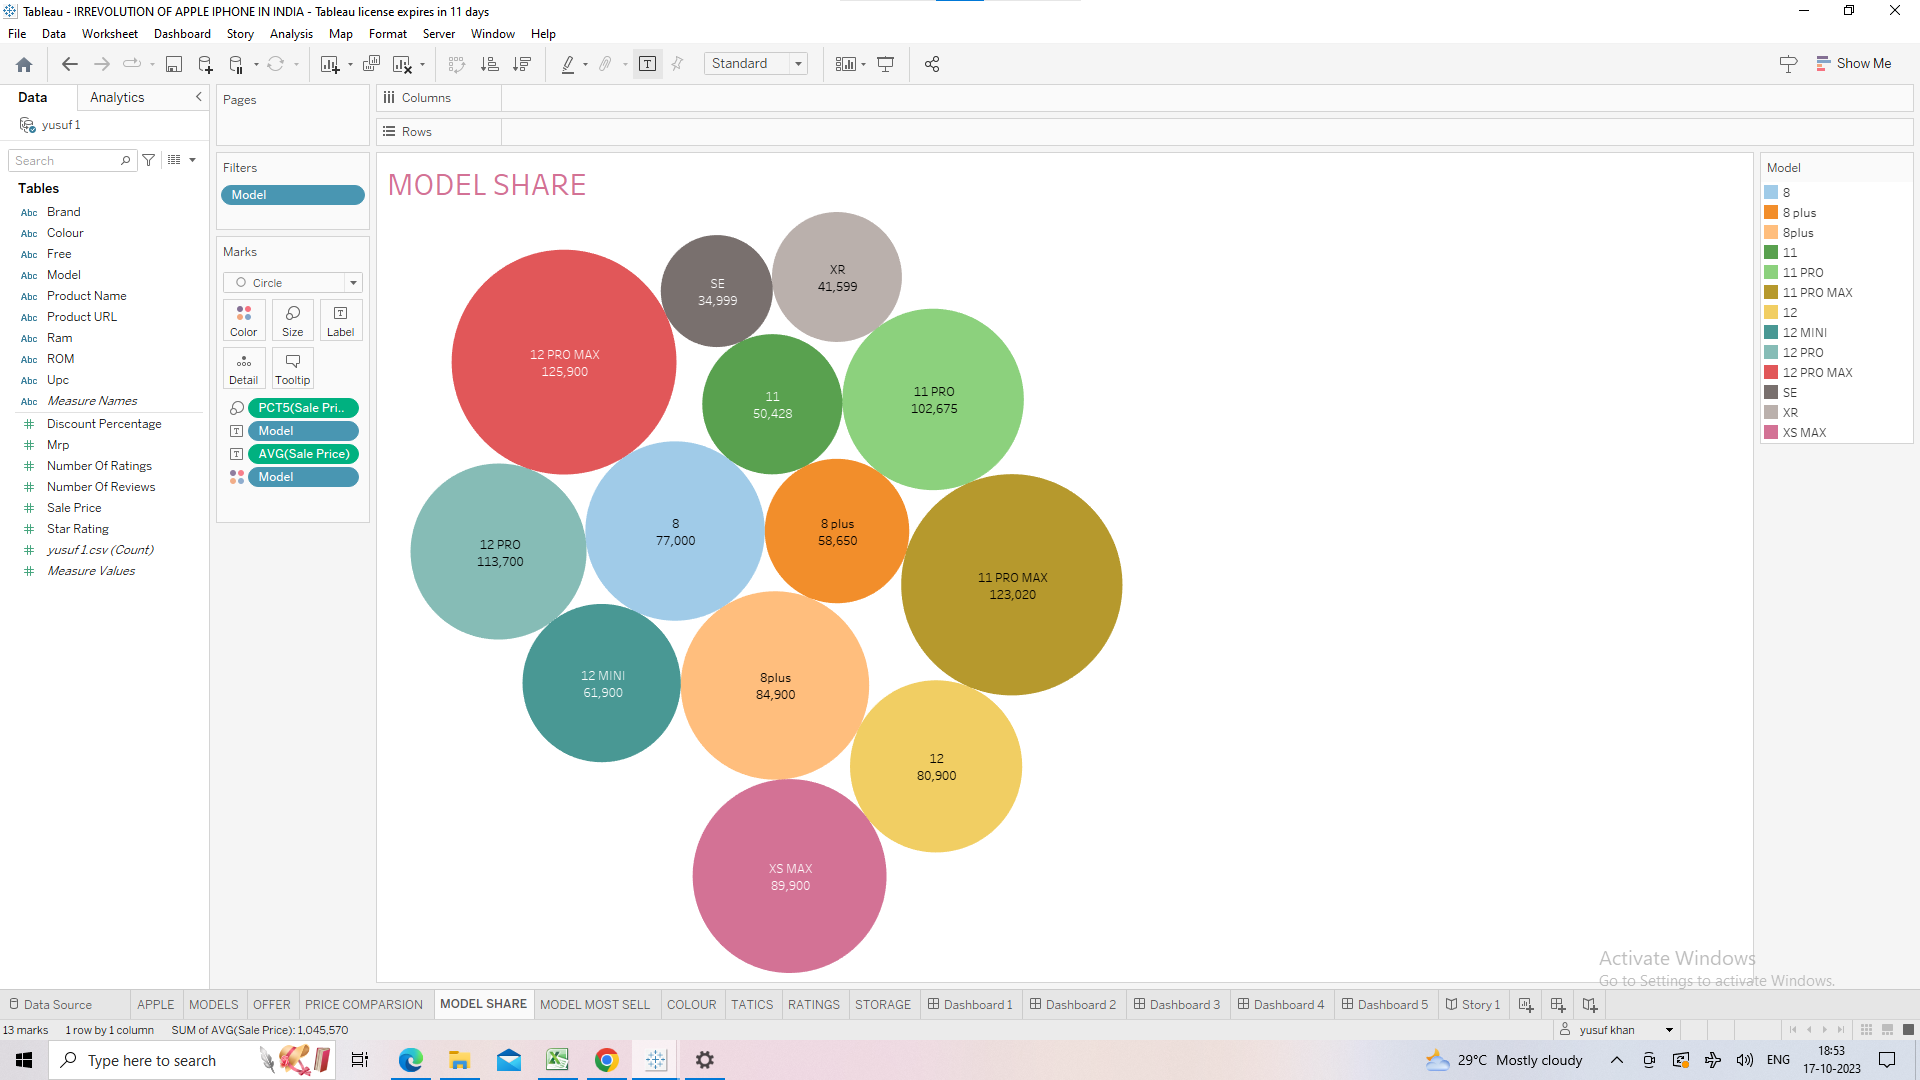 Tableau - IRREVOLUTION OF APPLE IPHONE IN INDIA - Tableau license expires in 11 days
File Data Worksheet Dashboard Story Analysis Map Format Server Window Help
Standard
Show Me
Data Analytics
yusuf 1
Search
Tables
Abc Brand
Abc Colour
Abc Free
Abc Model
Abc Product Name
Abc Product URL
Abc Ram
Abc ROM
Abc Upc
Abc Measure Names
# Discount Percentage
# Mrp
# Number Of Ratings
# Number Of Reviews
# Sale Price
# Star Rating
# yusuf 1.csv (Count)
# Measure Values
Pages
Filters
Model
Marks
Circle
Color Size Label
Detail Tooltip
PCT5(Sale Pri..
Model
AVG(Sale Price)
Model
Columns
Rows
MODEL SHARE
SE
34,999
XR
41,599
12 PRO MAX
125,900
11
50,428
11 PRO
102,675
12 PRO
113,700
8
77,000
8 plus
58,650
11 PRO MAX
123,020
12 MINI
61,900
8plus
84,900
12
80,900
XS MAX
89,900
Model
8
8 plus
8plus
11
11 PRO
11 PRO MAX
12
12 MINI
12 PRO
12 PRO MAX
SE
XR
XS MAX
Activate Windows
Go to Settings to activate Windows.
Data Source APPLE MODELS OFFER PRICE COMPARSION MODEL SHARE MODEL MOST SELL COLOUR TATICS RATINGS STORAGE Dashboard 1 Dashboard 2 Dashboard 3 Dashboard 4 Dashboard 5 Story 1
13 marks 1 row by 1 column SUM of AVG(Sale Price): 1,045,570 yusuf khan
Type here to search
29°C Mostly cloudy
ENG
18:53
17-10-2023